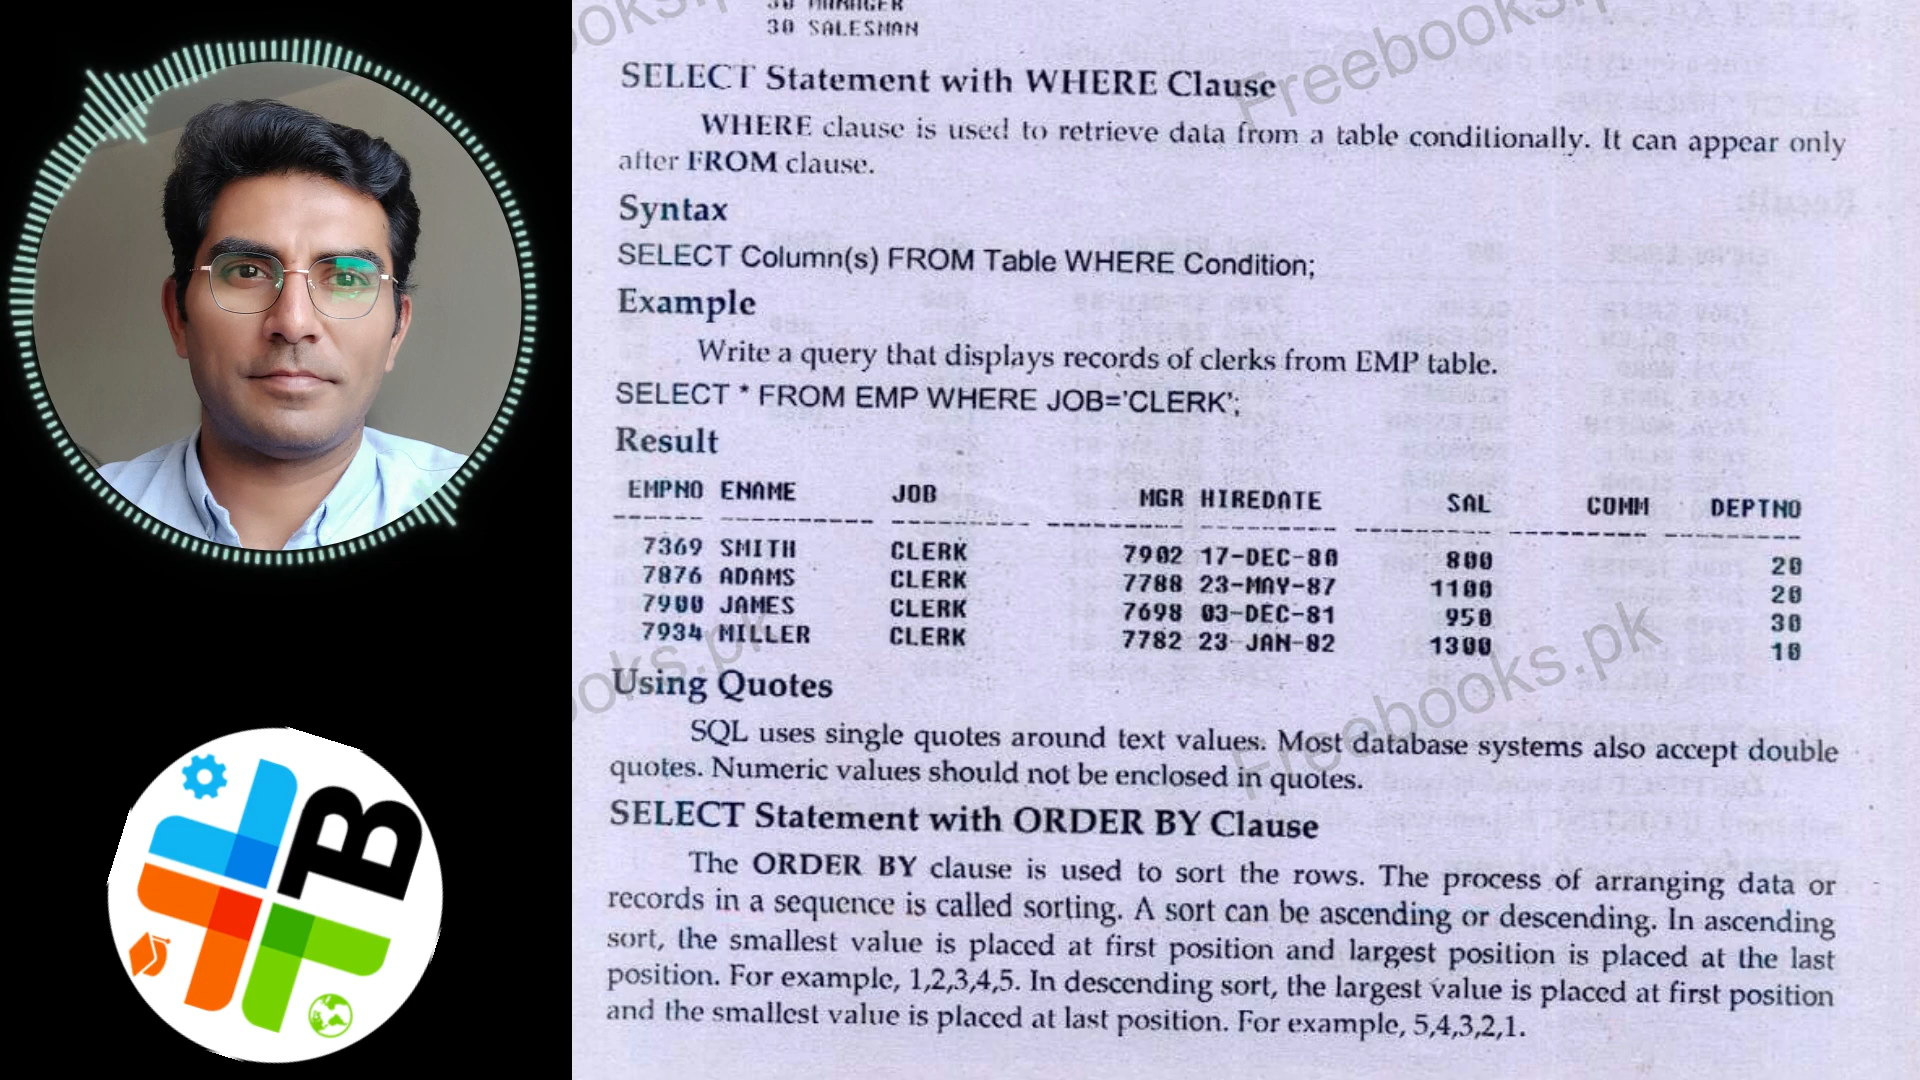 30 MANAGER
30 SALESMAN
SELECT Statement with WHERE Clause
WHERE clause is used to retrieve data from a table conditionally. It can appear only
after FROM clause.
Syntax
SELECT Column(s) FROM Table WHERE Condition;
Example
Write a query that displays records of clerks from EMP table.
SELECT * FROM EMP WHERE JOB='CLERK';
Result
EMPNO ENAME JOB MGR HIREDATE SAL COMM DEPTNO
7369 SMITH CLERK 7902 17-DEC-80 800 20
7876 ADAMS CLERK 7788 23-MAY-87 1100 20
7900 JAMES CLERK 7698 03-DEC-81 950 30
7934 MILLER CLERK 7782 23-JAN-82 1300 10
Using Quotes
SQL uses single quotes around text values. Most database systems also accept double
quotes. Numeric values should not be enclosed in quotes.
SELECT Statement with ORDER BY Clause
The ORDER BY clause is used to sort the rows. The process of arranging data or
records in a sequence is called sorting. A sort can be ascending or descending. In ascending
sort, the smallest value is placed at first position and largest position is placed at the last
position. For example, 1,2,3,4,5. In descending sort, the largest value is placed at first position
and the smallest value is placed at last position. For example, 5,4,3,2,1.
Freebooks.pk
Freebooks.pk
B